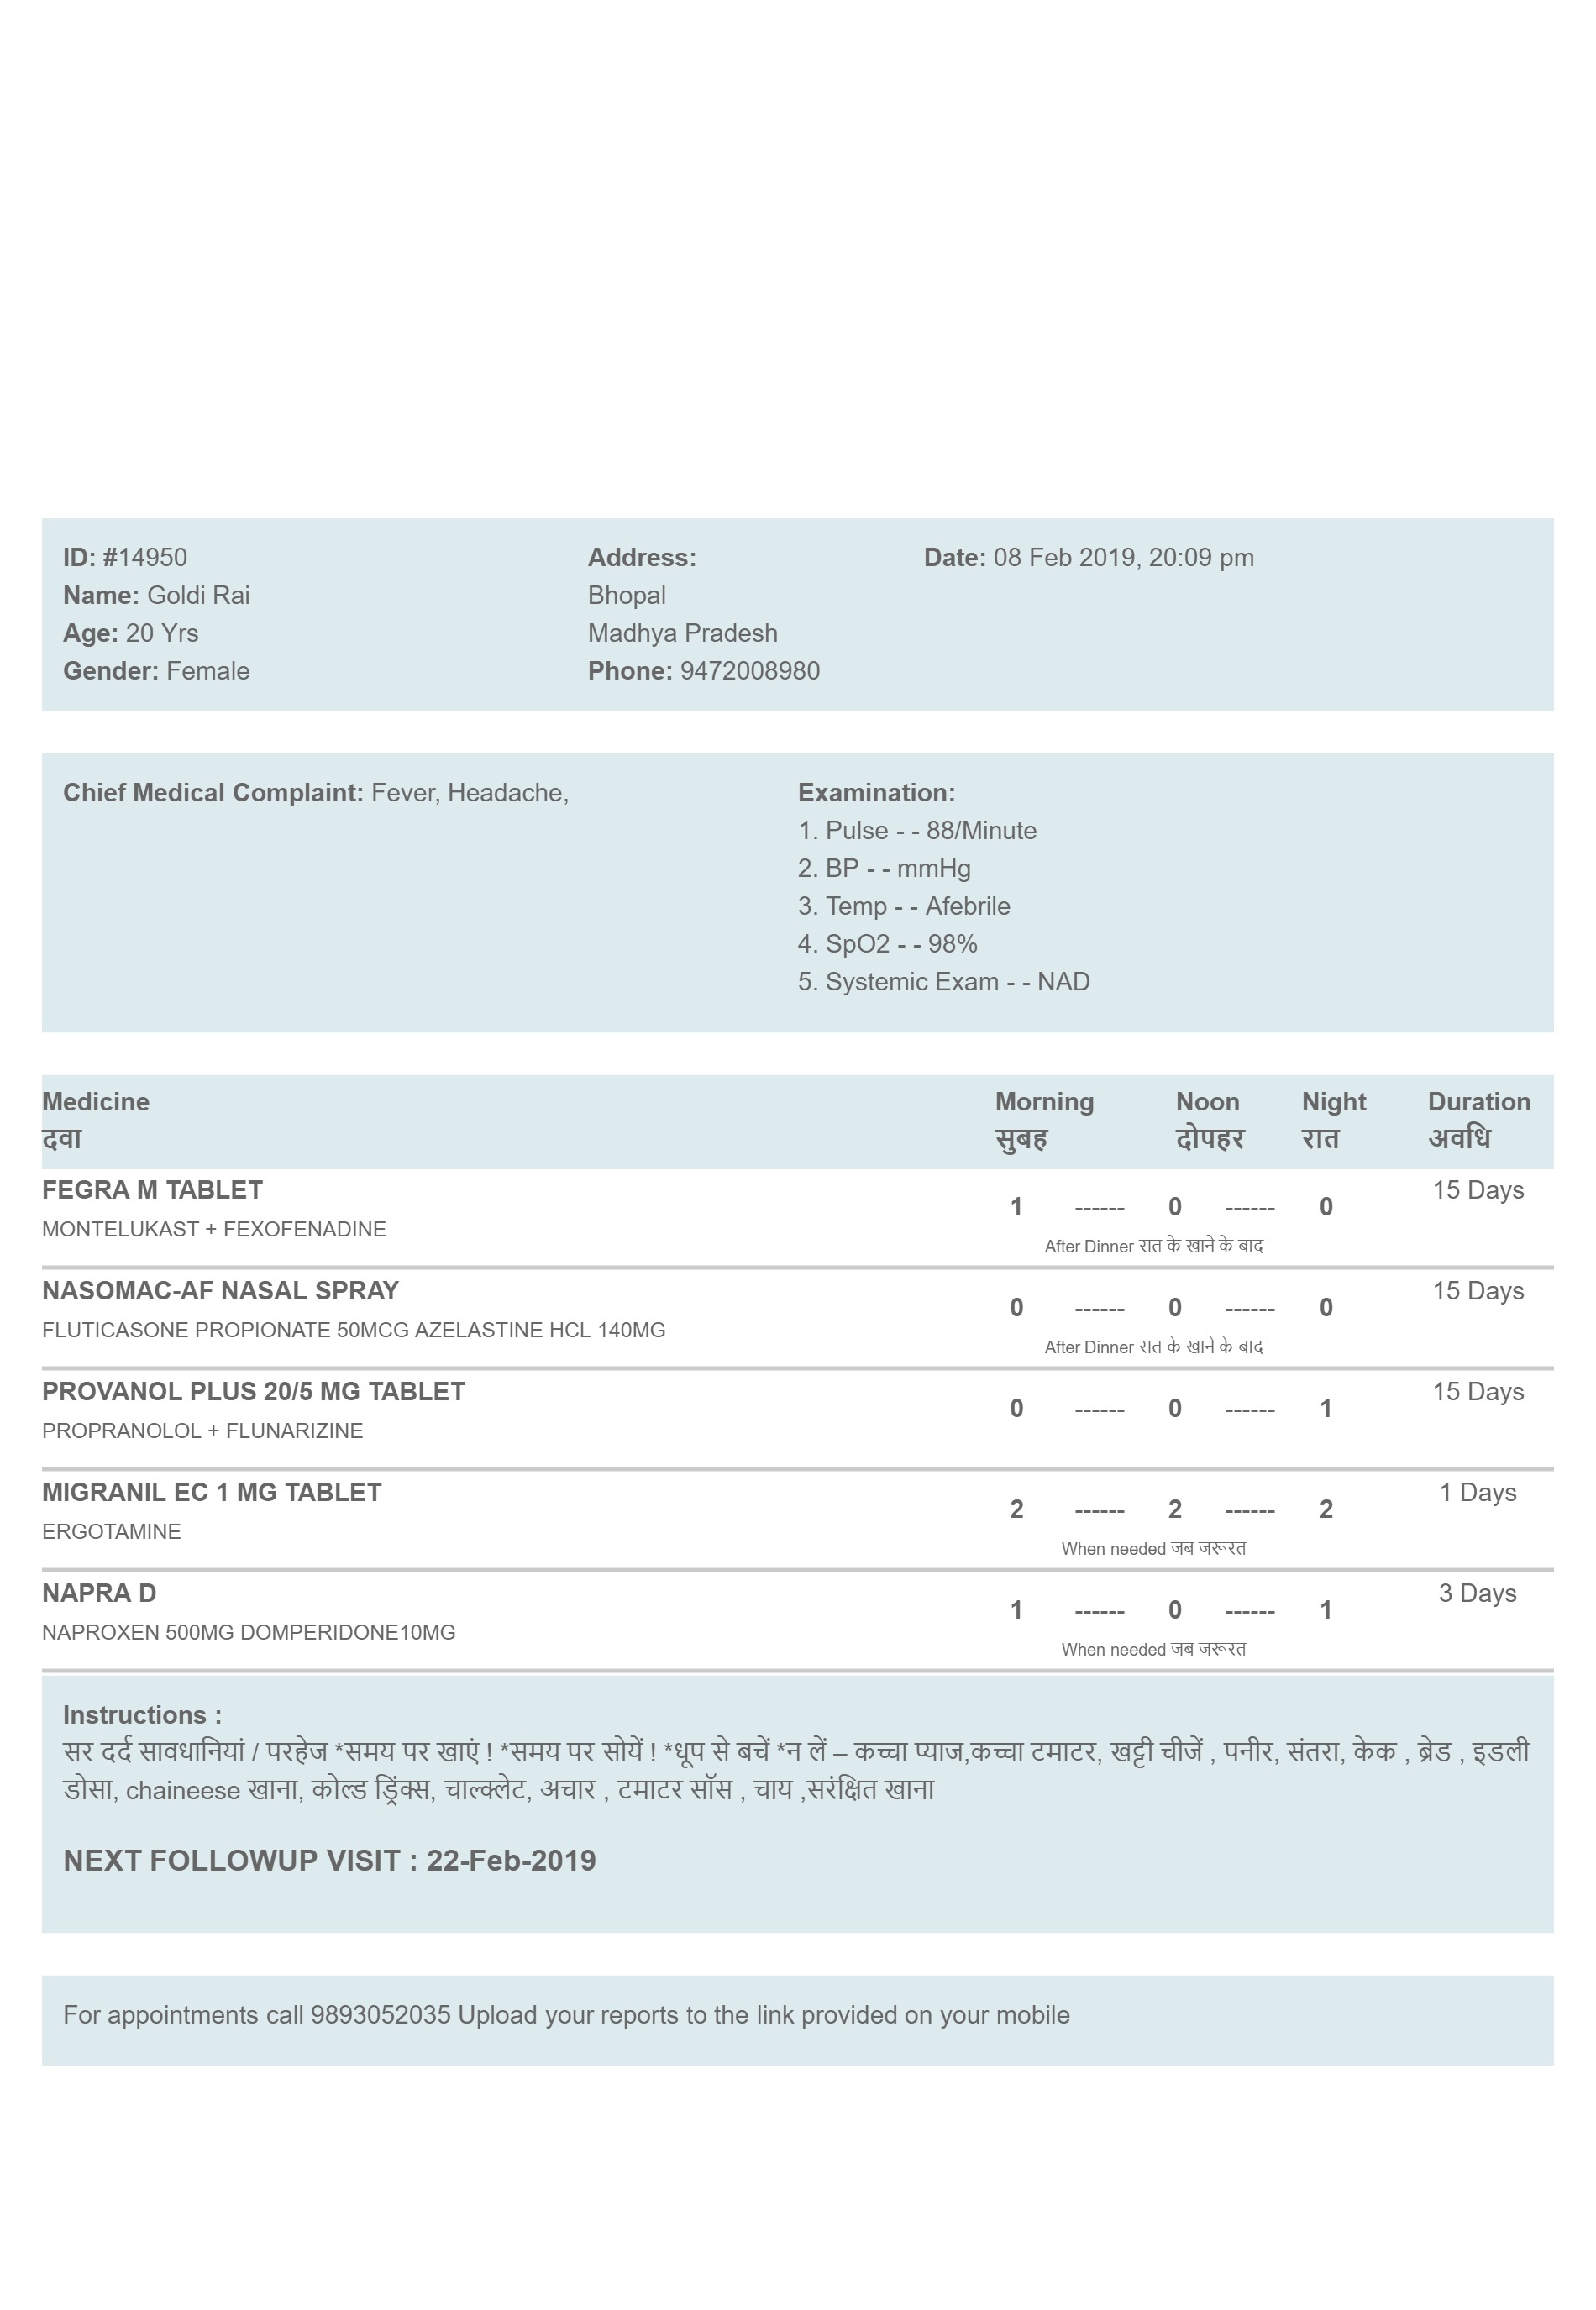 ID: #14950
Name: Goldi Rai
Age: 20 Yrs
Gender: Female
Address:
Bhopal
Madhya Pradesh
Phone: 9472008980
Date: 08 Feb 2019, 20:09 pm
Chief Medical Complaint: Fever, Headache,
Examination:
1. Pulse - - 88/Minute
2. BP - - mmHg
3. Temp - - Afebrile
4. SpO2 - - 98%
5. Systemic Exam - - NAD
Medicine Morning Noon Night Duration
दवा सुबह दोपहर रात अवधि
FEGRA M TABLET 15 Days
1 ------ 0 ------ 0
MONTELUKAST + FEXOFENADINE
After Dinner रात के खाने के बाद
NASOMAC-AF NASAL SPRAY 15 Days
0 ------ 0 ------ 0
FLUTICASONE PROPIONATE 50MCG AZELASTINE HCL 140MG
After Dinner रात के खाने के बाद
PROVANOL PLUS 20/5 MG TABLET 15 Days
0 ------ 0 ------ 1
PROPRANOLOL + FLUNARIZINE
MIGRANIL EC 1 MG TABLET 1 Days
2 ------ 2 ------ 2
ERGOTAMINE
When needed जब जरूरत
NAPRA D 3 Days
1 ------ 0 ------ 1
NAPROXEN 500MG DOMPERIDONE10MG
When needed जब जरूरत
Instructions :
सर दर्द सावधानियां / परहेज *समय पर खाएं ! *समय पर सोयें ! *धूप से बचें *न लें – कच्चा प्याज,कच्चा टमाटर, खट्टी चीजें , पनीर, संतरा, केक , ब्रेड , इडली
डोसा, chaineese खाना, कोल्ड ड्रिंक्स, चाल्क्लेट, अचार , टमाटर सॉस , चाय ,सरंक्षित खाना
NEXT FOLLOWUP VISIT : 22-Feb-2019
For appointments call 9893052035 Upload your reports to the link provided on your mobile